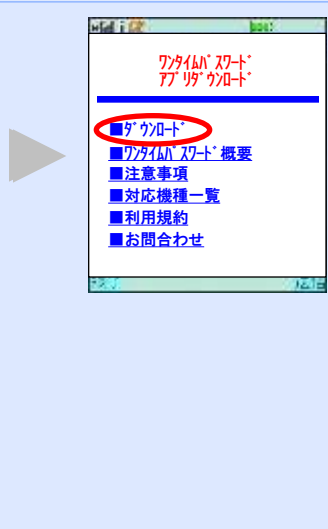 ﾜﾝﾀｲﾑﾊﾟｽﾜｰﾄﾞ
ｱﾌﾟﾘﾀﾞｳﾝﾛｰﾄﾞ
■ﾀﾞｳﾝﾛｰﾄﾞ
■ﾜﾝﾀｲﾑﾊﾟｽﾜｰﾄﾞ概要
■注意事項
■対応機種一覧
■利用規約
■お問合わせ